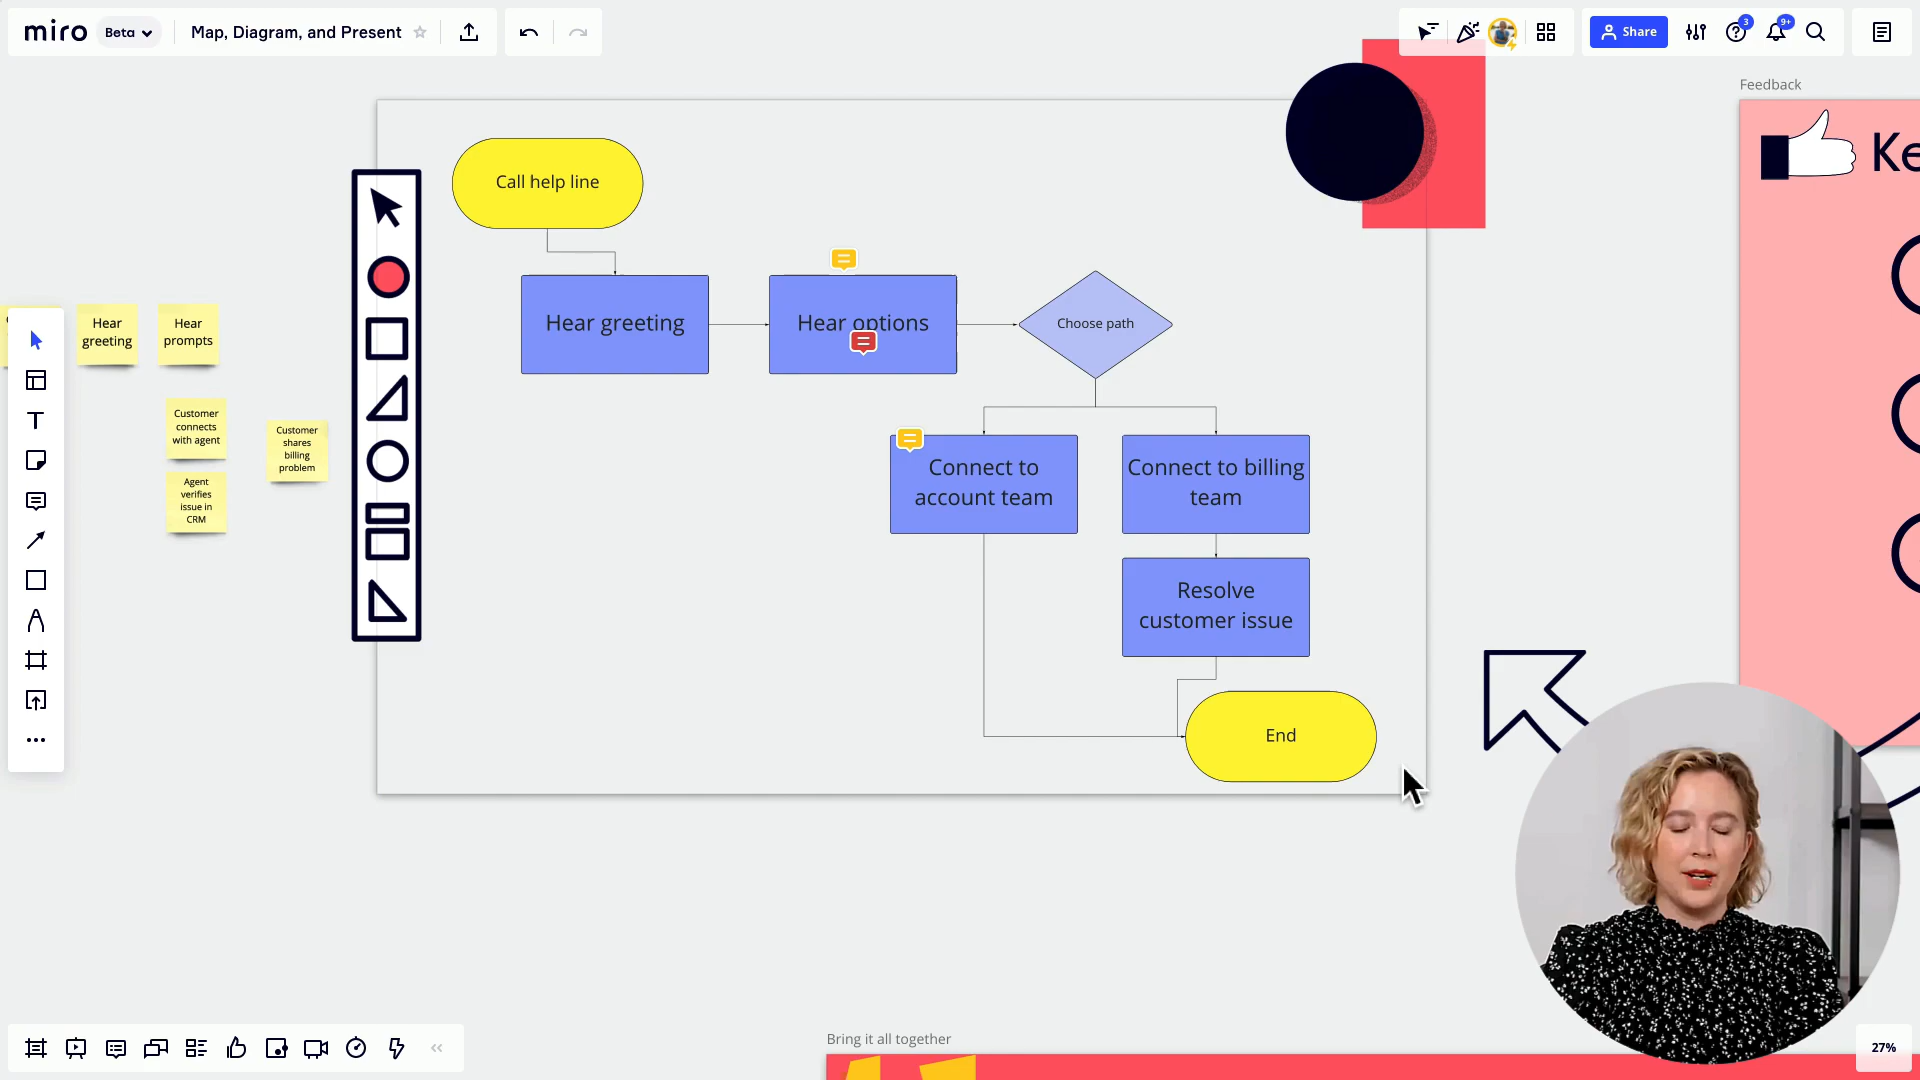 miro
Beta
Map, Diagram, and Present
Share
3
9+
Feedback
Call help line
Hear greeting
Hear options
Choose path
Hear
greeting
Hear
prompts
Customer
connects
with agent
Customer
shares
billing
problem
Agent
verifies
issue in
CRM
Connect to
account team
Connect to billing
team
Resolve
customer issue
End
Bring it all together
27%